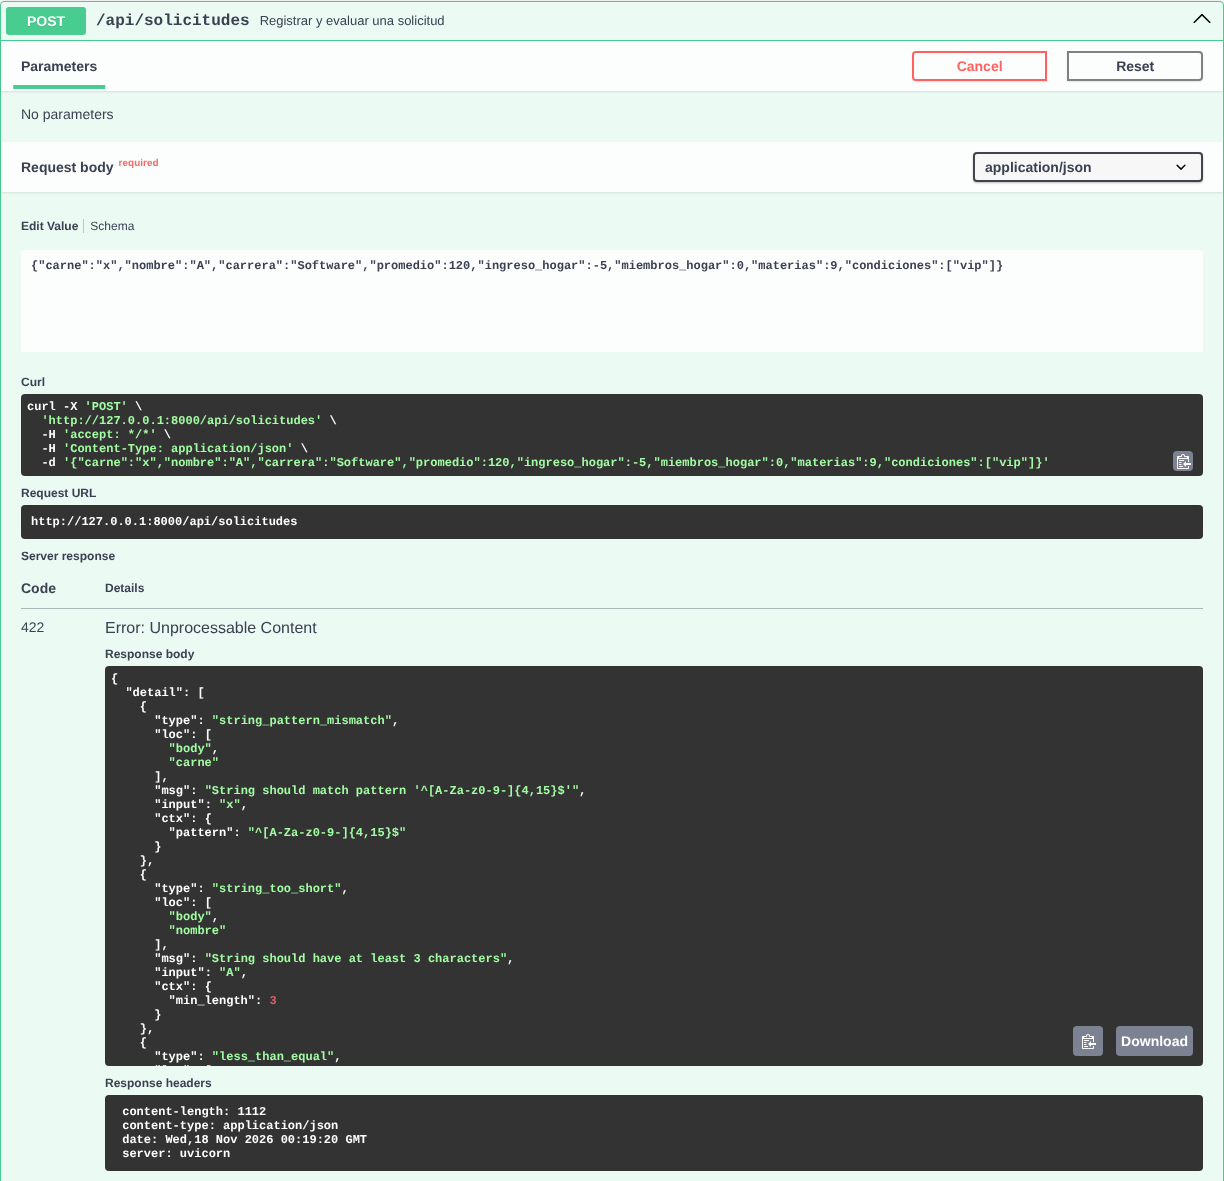 POST /api/solicitudes Registrar y evaluar una solicitud
Parameters Cancel Reset
No parameters
Request body required application/json
Edit Value Schema
{"carne":"x","nombre":"A","carrera":"Software","promedio":120,"ingreso_hogar":-5,"miembros_hogar":0,"materias":9,"condiciones":["vip"]}
Curl
curl -X 'POST' \
  'http://127.0.0.1:8000/api/solicitudes' \
  -H 'accept: */*' \
  -H 'Content-Type: application/json' \
  -d '{"carne":"x","nombre":"A","carrera":"Software","promedio":120,"ingreso_hogar":-5,"miembros_hogar":0,"materias":9,"condiciones":["vip"]}'
Request URL
http://127.0.0.1:8000/api/solicitudes
Server response
Code Details
422 Error: Unprocessable Content
Response body
{
  "detail": [
    {
      "type": "string_pattern_mismatch",
      "loc": [
        "body",
        "carne"
      ],
      "msg": "String should match pattern '^[A-Za-z0-9-]{4,15}$'",
      "input": "x",
      "ctx": {
        "pattern": "^[A-Za-z0-9-]{4,15}$"
      }
    },
    {
      "type": "string_too_short",
      "loc": [
        "body",
        "nombre"
      ],
      "msg": "String should have at least 3 characters",
      "input": "A",
      "ctx": {
        "min_length": 3
      }
    },
    {
      "type": "less_than_equal",
Download
Response headers
content-length: 1112
content-type: application/json
date: Wed,18 Nov 2026 00:19:20 GMT
server: uvicorn